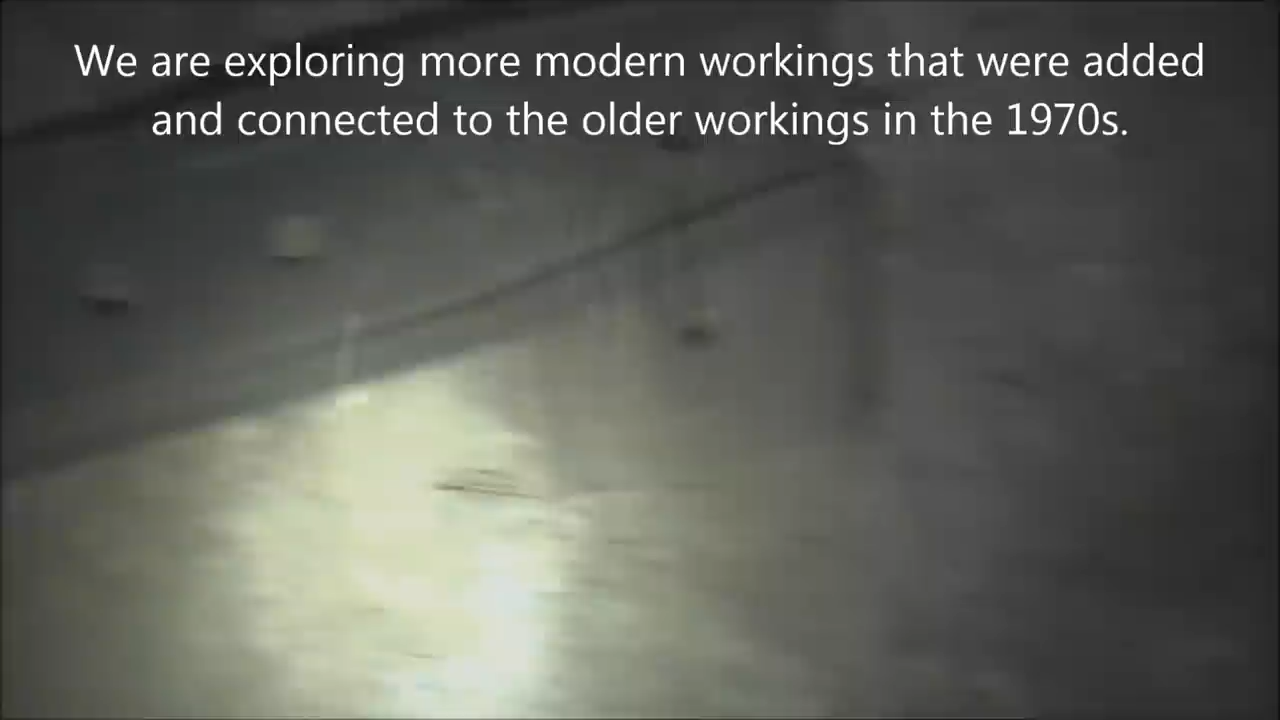 We are exploring more modern workings that were added
and connected to the older workings in the 1970s.